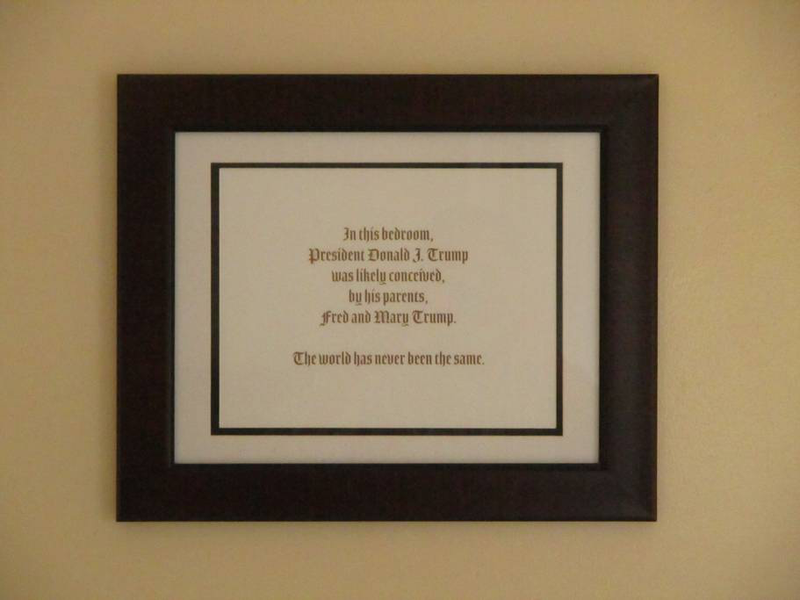 In this bedroom,
President Donald J. Trump
was likely conceived,
by his parents,
Fred and Mary Trump.
The world has never been the same.